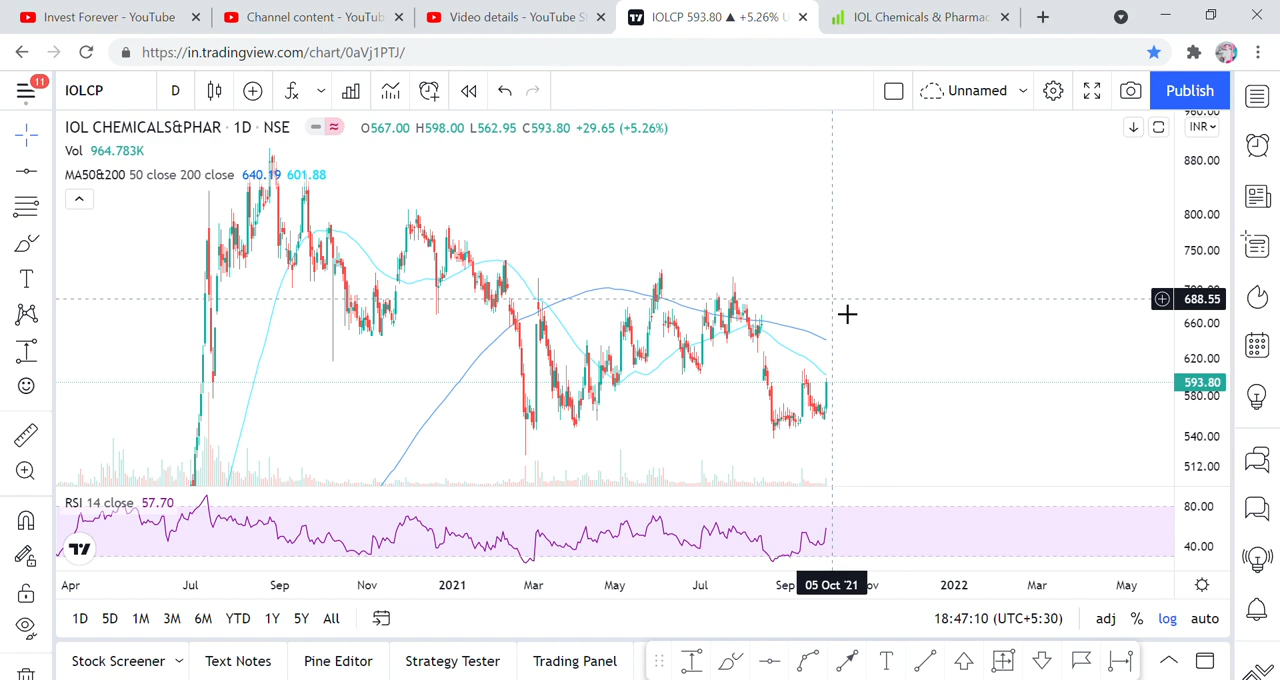 Invest Forever - YouTube
Channel content - YouTub
Video details - YouTube S
IOLCP 593.80 ▲ +5.26% U
IOL Chemicals & Pharmac
https://in.tradingview.com/chart/0aVj1PTJ/
11
IOLCP
D
Unnamed
Publish
IOL CHEMICALS&PHAR · 1D · NSE
O567.00 H598.00 L562.95 C593.80 +29.65 (+5.26%)
INR
Vol 964.783K
MA50&200 50 close 200 close 640.19 601.88
960.00
880.00
800.00
750.00
700.00
688.55
660.00
620.00
593.80
580.00
540.00
512.00
RSI 14 close 57.70
80.00
40.00
Apr Jul Sep Nov 2021 Mar May Jul Sep 05 Oct '21 ov 2022 Mar May
1D 5D 1M 3M 6M YTD 1Y 5Y All
18:47:10 (UTC+5:30) adj % log auto
Stock Screener Text Notes Pine Editor Strategy Tester Trading Panel